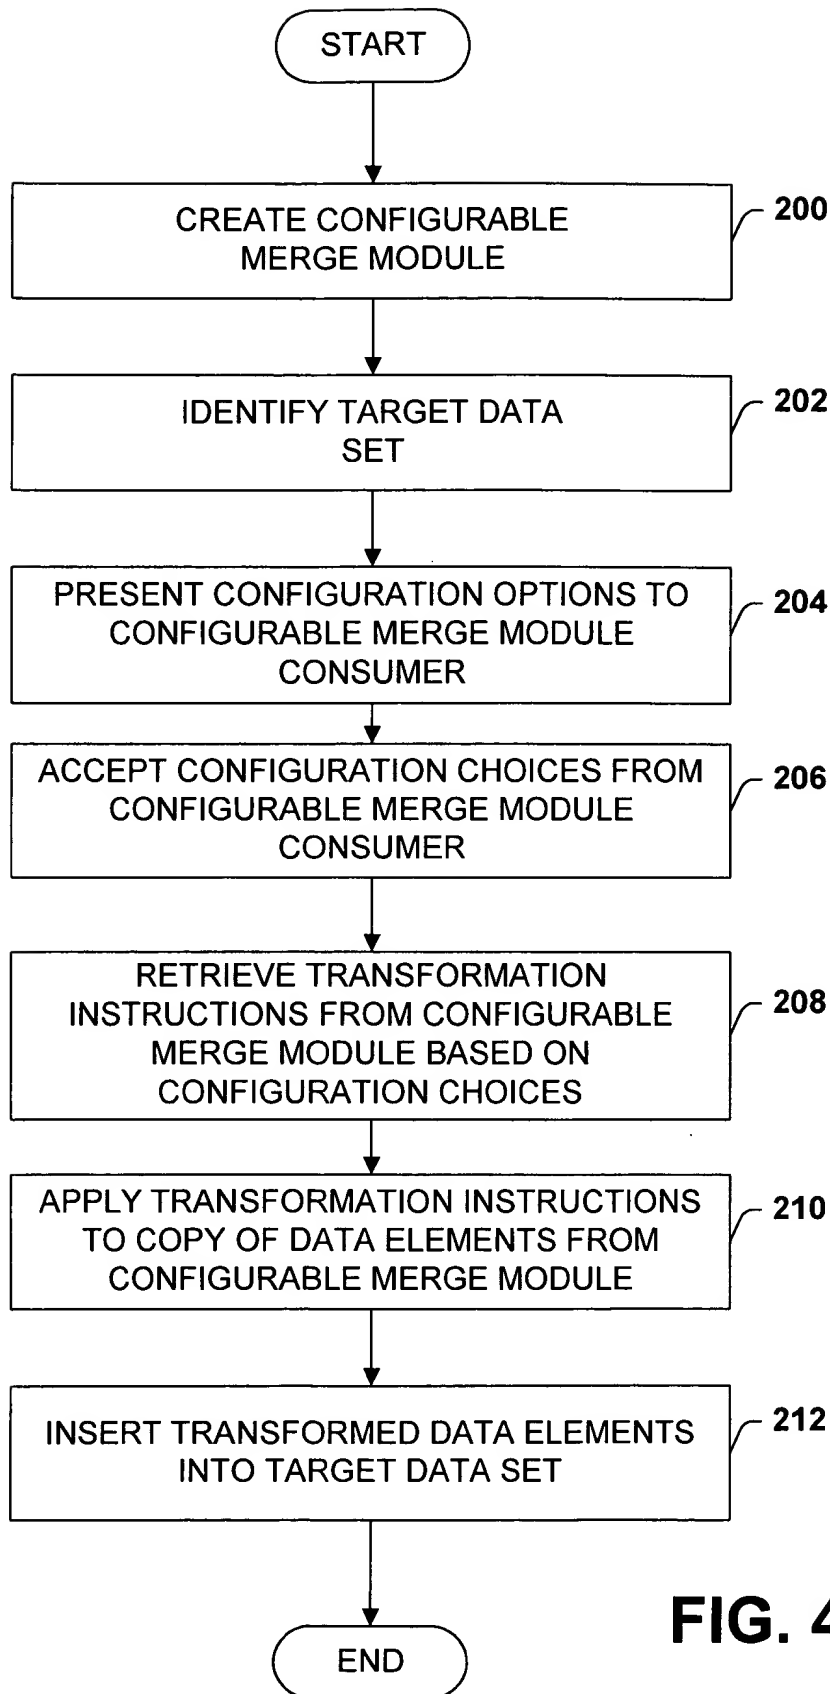 START
CREATE CONFIGURABLE
MERGE MODULE
200
IDENTIFY TARGET DATA
SET
202
PRESENT CONFIGURATION OPTIONS TO
CONFIGURABLE MERGE MODULE
CONSUMER
204
ACCEPT CONFIGURATION CHOICES FROM
CONFIGURABLE MERGE MODULE
CONSUMER
206
RETRIEVE TRANSFORMATION
INSTRUCTIONS FROM CONFIGURABLE
MERGE MODULE BASED ON
CONFIGURATION CHOICES
208
APPLY TRANSFORMATION INSTRUCTIONS
TO COPY OF DATA ELEMENTS FROM
CONFIGURABLE MERGE MODULE
210
INSERT TRANSFORMED DATA ELEMENTS
INTO TARGET DATA SET
212
END
FIG. 4